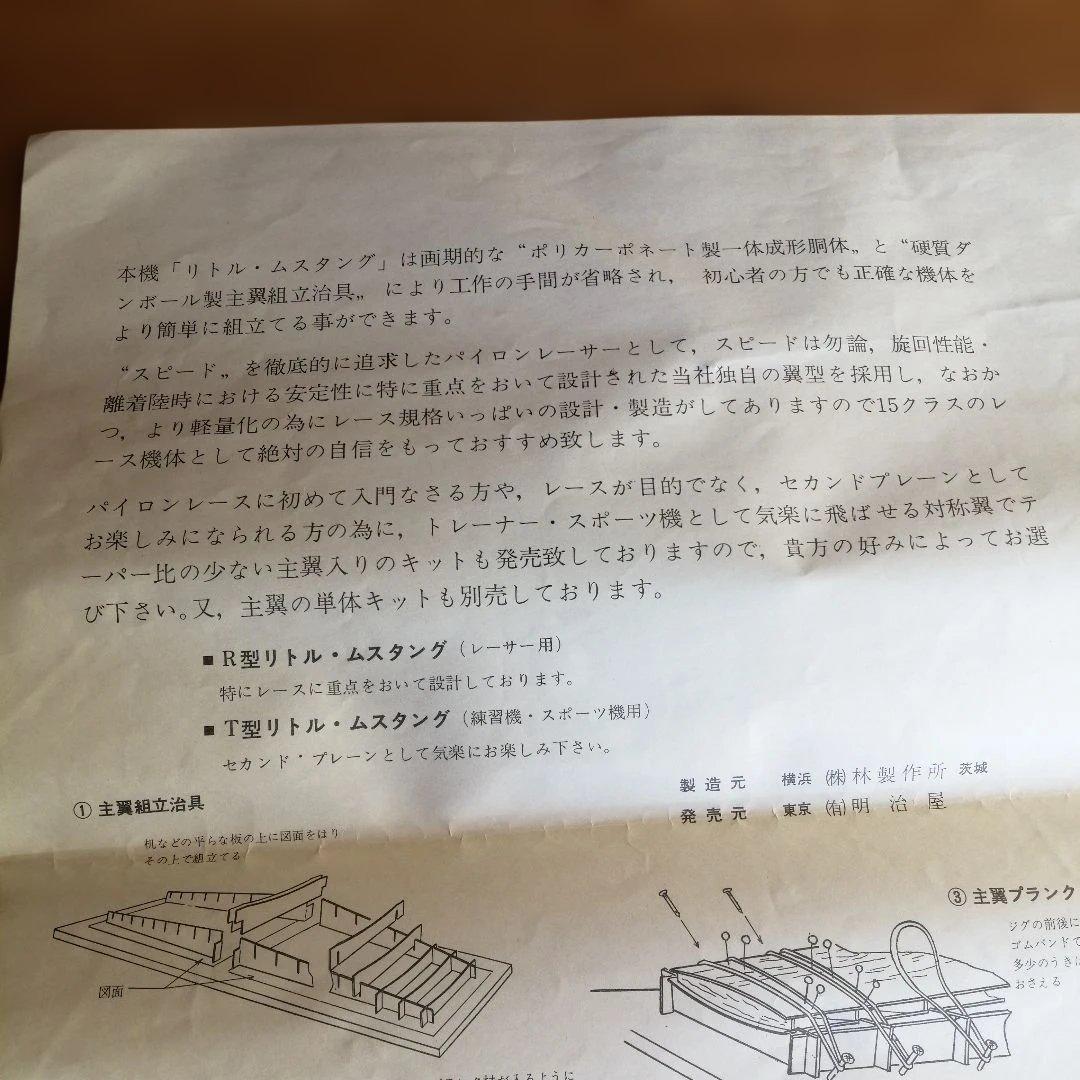 本機「リトル・ムスタング」は画期的な“ポリカーボネート製一体成形胴体„と“硬質ダ
ンボール製主翼組立治具„により工作の手間が省略され，初心者の方でも正確な機体を
より簡単に組立てる事ができます。
“スピード„を徹底的に追求したパイロンレーサーとして，スピードは勿論，旋回性能・
離着陸時における安定性に特に重点をおいて設計された当社独自の翼型を採用し，なおか
つ，より軽量化の為にレース規格いっぱいの設計・製造がしてありますので15クラスのレ
ース機体として絶対の自信をもっておすすめ致します。
パイロンレースに初めて入門なさる方や，レースが目的でなく，セカンドプレーンとして
お楽しみになられる方の為に，トレーナー・スポーツ機として気楽に飛ばせる対称翼でテ
ーパー比の少ない主翼入りのキットも発売致しておりますので，貴方の好みによってお選
び下さい。又，主翼の単体キットも別売しております。
■ R型リトル・ムスタング（レーサー用）
特にレースに重点をおいて設計しております。
■ T型リトル・ムスタング（練習機・スポーツ機用）
セカンド・プレーンとして気楽にお楽しみ下さい。
製造元 横浜 ㈱林製作所 茨城
発売元 東京 ㈲明治屋
① 主翼組立治具
机などの平らな板の上に図面をはり
その上で組立てる
図面
③ 主翼プランク
ジグの前後に
ゴムバンドで
多少のうきは
おさえる
が入るように